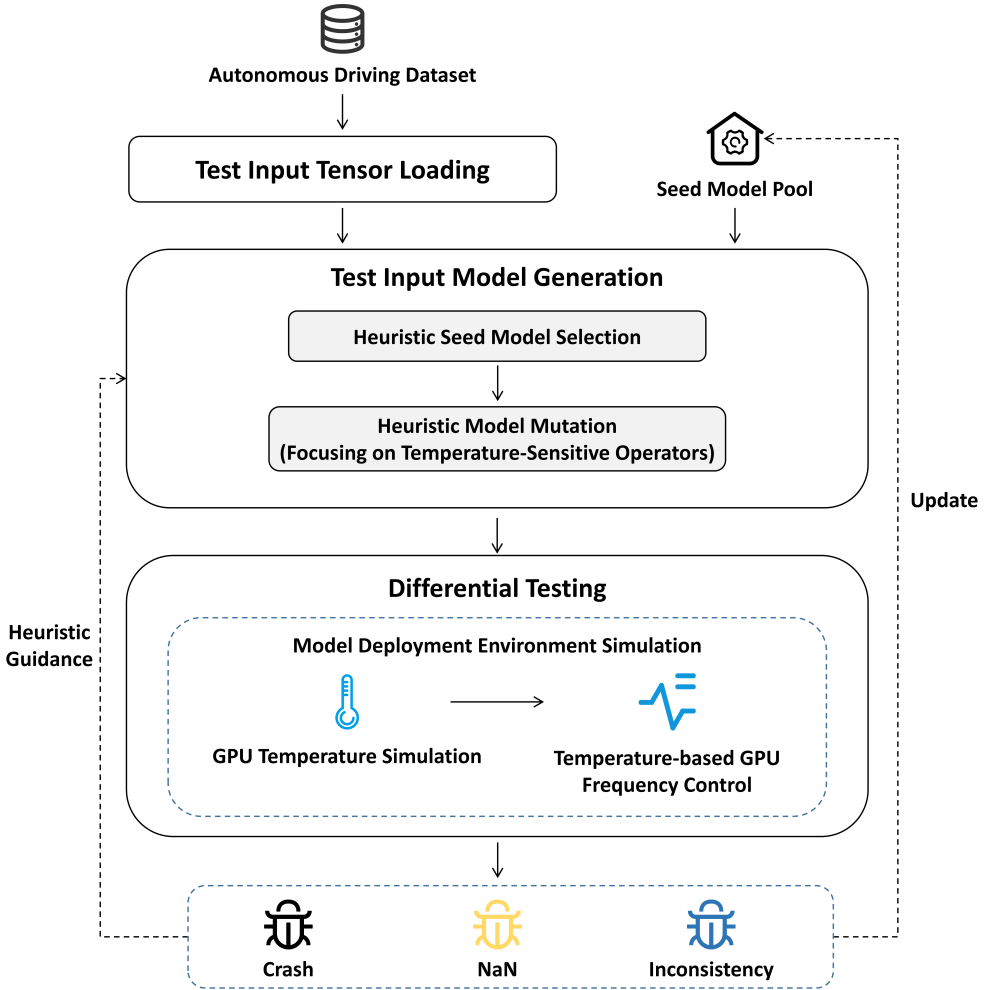 Autonomous Driving Dataset
Test Input Tensor Loading
Seed Model Pool
Test Input Model Generation
Heuristic Seed Model Selection
Heuristic Model Mutation
(Focusing on Temperature-Sensitive Operators)
Update
Differential Testing
Heuristic
Guidance
Model Deployment Environment Simulation
GPU Temperature Simulation
Temperature-based GPU
Frequency Control
Crash
NaN
Inconsistency